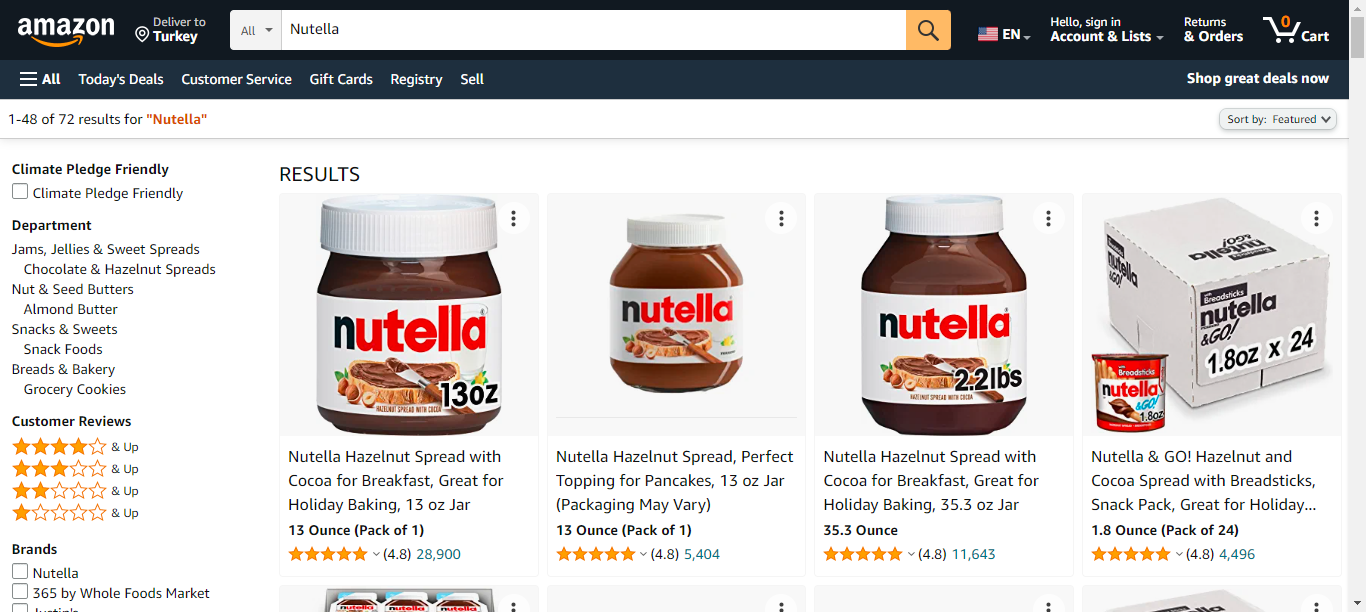 amazon
Deliver to
Turkey
All
Nutella
EN
Hello, sign in
Account & Lists
Returns
& Orders
0
Cart
All
Today's Deals
Customer Service
Gift Cards
Registry
Sell
Shop great deals now
1-48 of 72 results for "Nutella"
Sort by: Featured
Climate Pledge Friendly
Climate Pledge Friendly
Department
Jams, Jellies & Sweet Spreads
Chocolate & Hazelnut Spreads
Nut & Seed Butters
Almond Butter
Snacks & Sweets
Snack Foods
Breads & Bakery
Grocery Cookies
Customer Reviews
& Up
& Up
& Up
& Up
Brands
Nutella
365 by Whole Foods Market
RESULTS
nutella
13oz
HAZELNUT SPREAD WITH COCOA
Nutella Hazelnut Spread with
Cocoa for Breakfast, Great for
Holiday Baking, 13 oz Jar
13 Ounce (Pack of 1)
(4.8) 28,900
nutella
Nutella Hazelnut Spread, Perfect
Topping for Pancakes, 13 oz Jar
(Packaging May Vary)
13 Ounce (Pack of 1)
(4.8) 5,404
nutella
2.2lbs
HAZELNUT SPREAD WITH COCOA
Nutella Hazelnut Spread with
Cocoa for Breakfast, Great for
Holiday Baking, 35.3 oz Jar
35.3 Ounce
(4.8) 11,643
nutella
&GO!
nutella
&GO!
with Breadsticks
nutella
&GO!
1.8oz x 24
with Breadsticks
nutella
&GO!
1.8oz
Nutella & GO! Hazelnut and
Cocoa Spread with Breadsticks,
Snack Pack, Great for Holiday...
1.8 Ounce (Pack of 24)
(4.8) 4,496
nutella nutella nutella
nutella